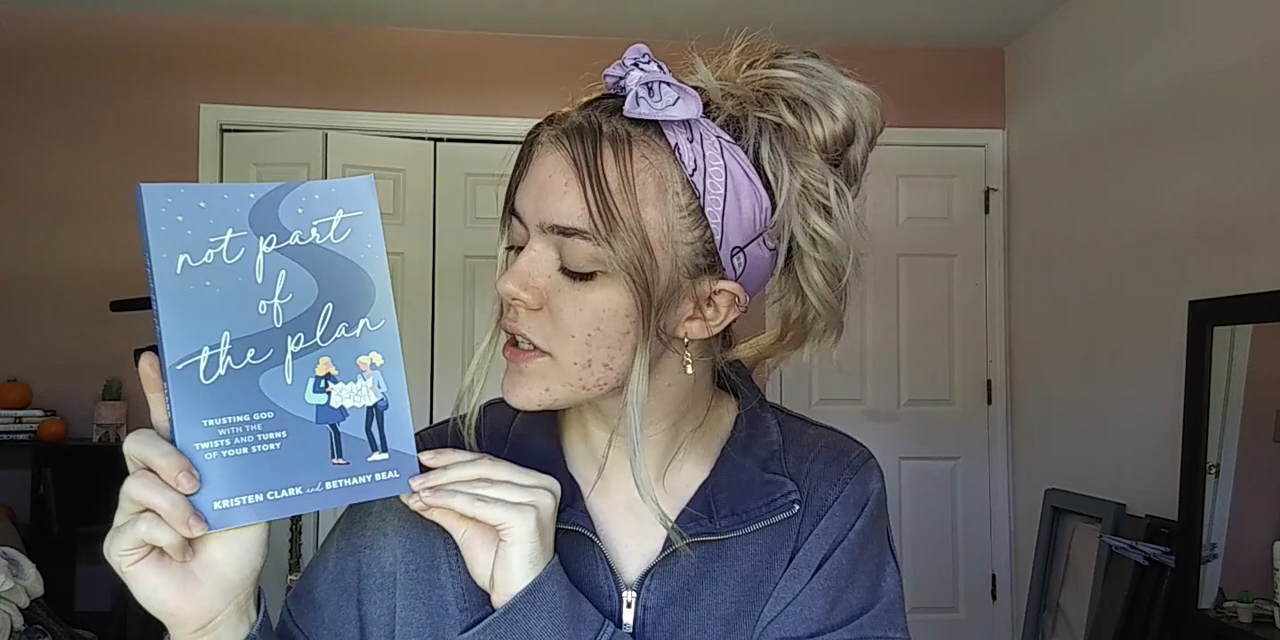 not part
of
the plan
TRUSTING GOD
WITH THE
TWISTS AND TURNS
OF YOUR STORY
KRISTEN CLARK and BETHANY BEAL